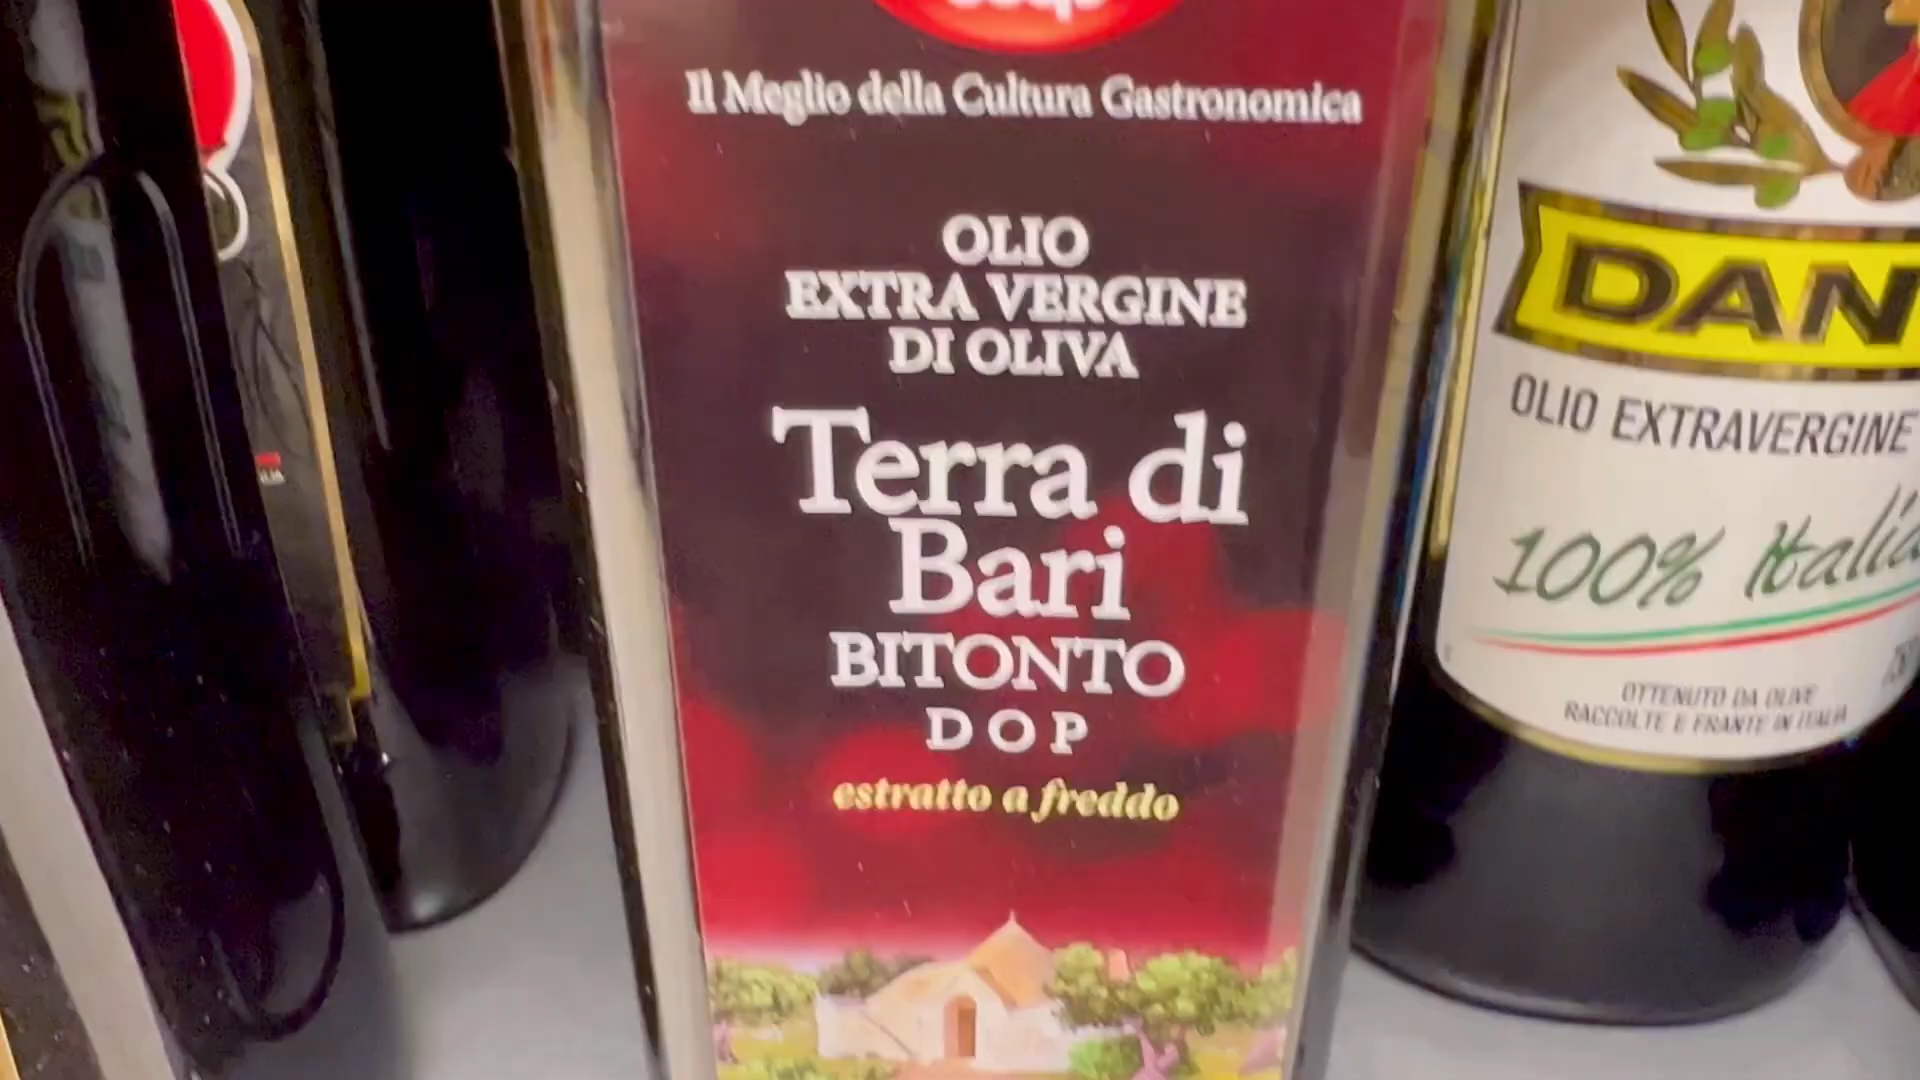 Il Meglio della Cultura Gastronomica
OLIO
EXTRA VERGINE
DI OLIVA
Terra di
Bari
BITONTO
DOP
estratto a freddo
DAN
OLIO EXTRAVERGINE
100% Italia
OTTENUTO DA OLIVE
RACCOLTE E FRANTE IN ITALIA